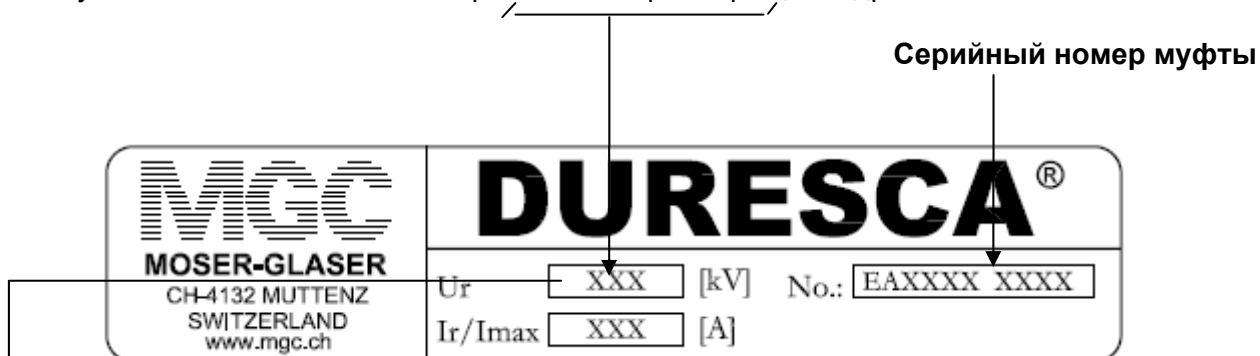 Серийный номер муфты
MGC
DURESCA®
MOSER-GLASER
CH-4132 MUTTENZ
SWITZERLAND
www.mgc.ch
Ur XXX [kV] No.: EAXXXX XXXX
Ir/Imax XXX [A]